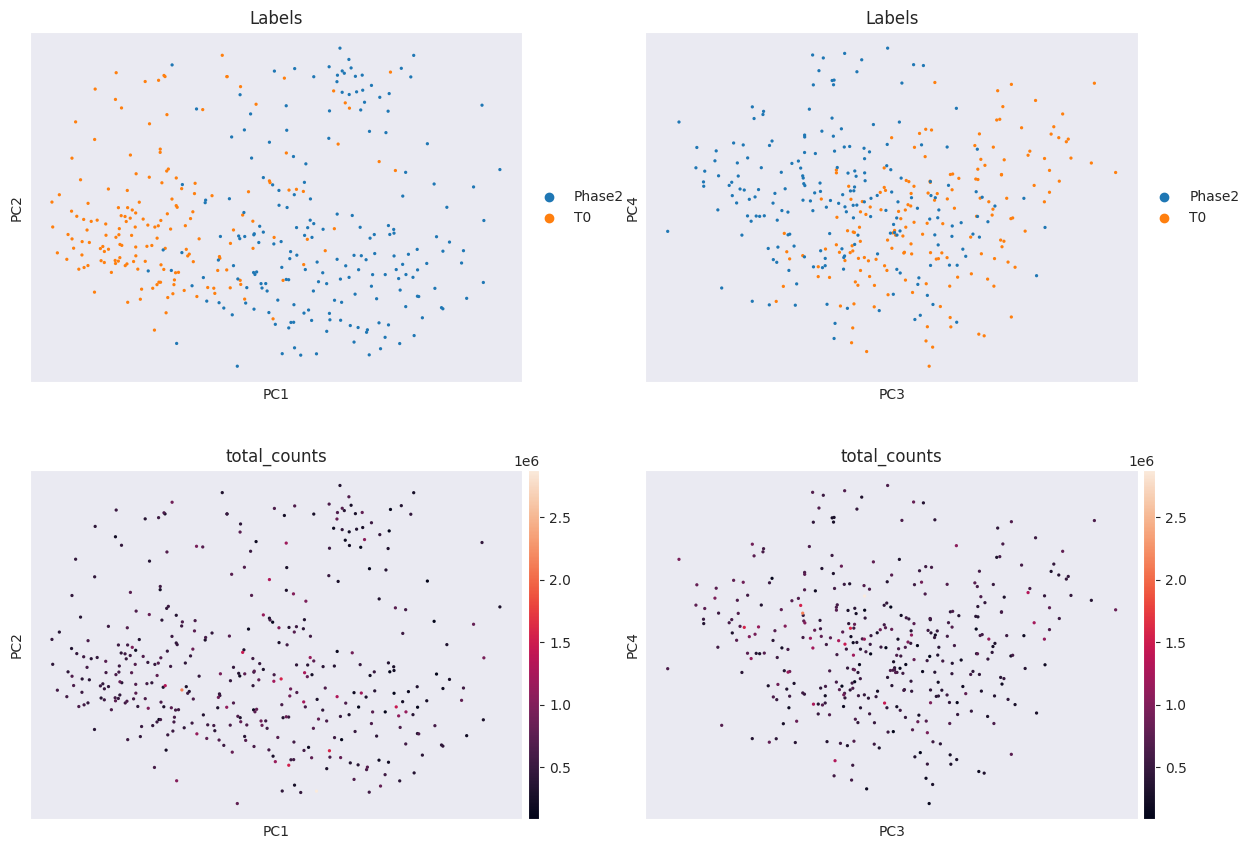 Labels
PC2
PC1
Phase2
T0
Labels
PC4
PC3
Phase2
T0
total_counts
PC2
PC1
1e6
2.5
2.0
1.5
1.0
0.5
total_counts
PC4
PC3
1e6
2.5
2.0
1.5
1.0
0.5